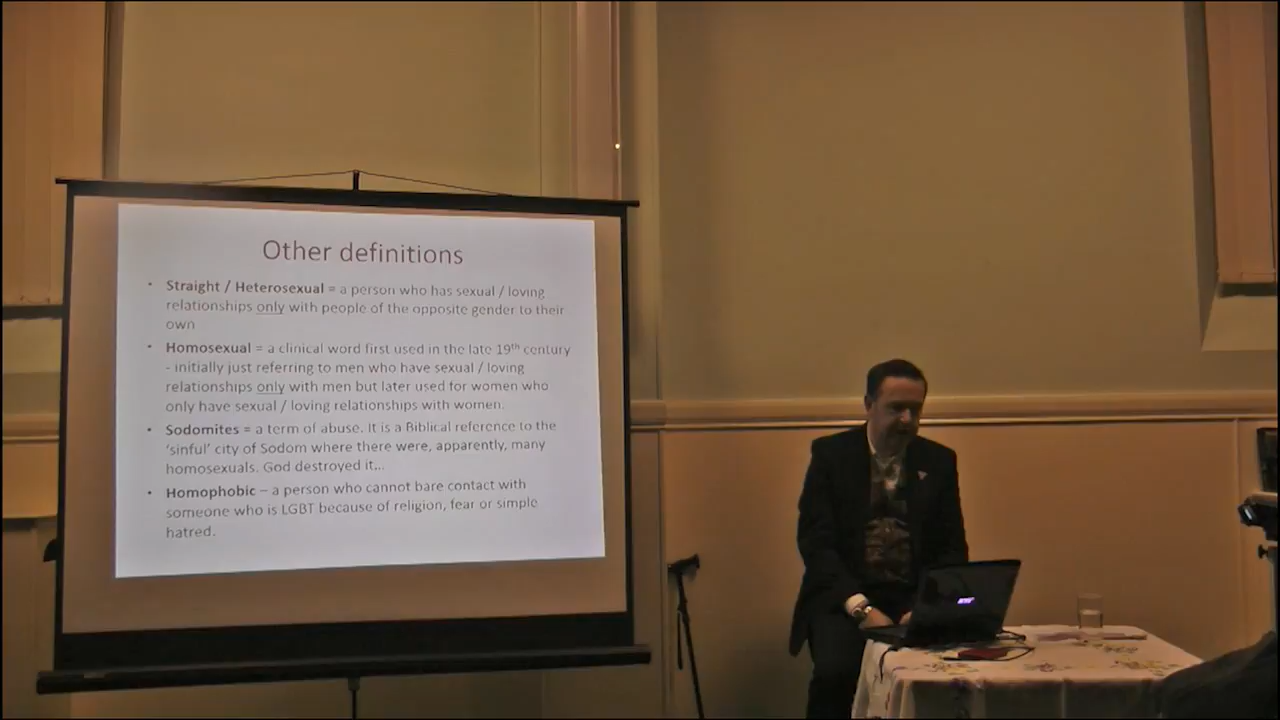 Other definitions
• Straight / Heterosexual = a person who has sexual / loving
relationships only with people of the opposite gender to their
own
• Homosexual = a clinical word first used in the late 19th century
- initially just referring to men who have sexual / loving
relationships only with men but later used for women who
only have sexual / loving relationships with women.
• Sodomites = a term of abuse. It is a Biblical reference to the
'sinful' city of Sodom where there were, apparently, many
homosexuals. God destroyed it...
• Homophobic – a person who cannot bare contact with
someone who is LGBT because of religion, fear or simple
hatred.